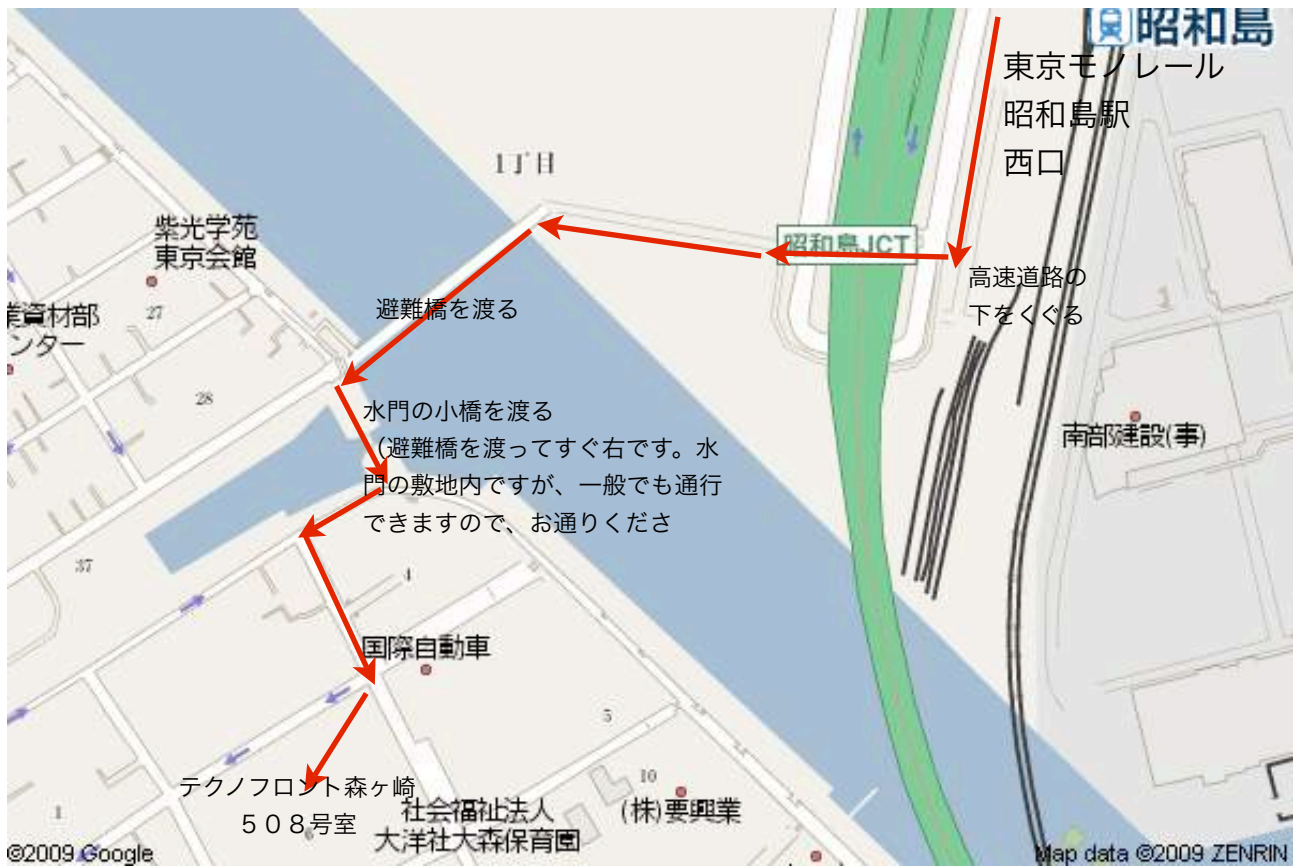 昭和島
東京モノレール
昭和島駅
西口
1丁目
紫光学苑
東京会館
昭和島JCT
高速道路の
下をくぐる
27
業資材部
ンター
避難橋を渡る
28
水門の小橋を渡る
（避難橋を渡ってすぐ右です。水
門の敷地内ですが、一般でも通行
できますので、お通りくださ
南部建設(事)
37
4
国際自動車
5
テクノフロント森ヶ崎
５０８号室
10
(株)要興業
社会福祉法人
大洋社大森保育園
1
6
©2009 Google
Map data ©2009 ZENRIN